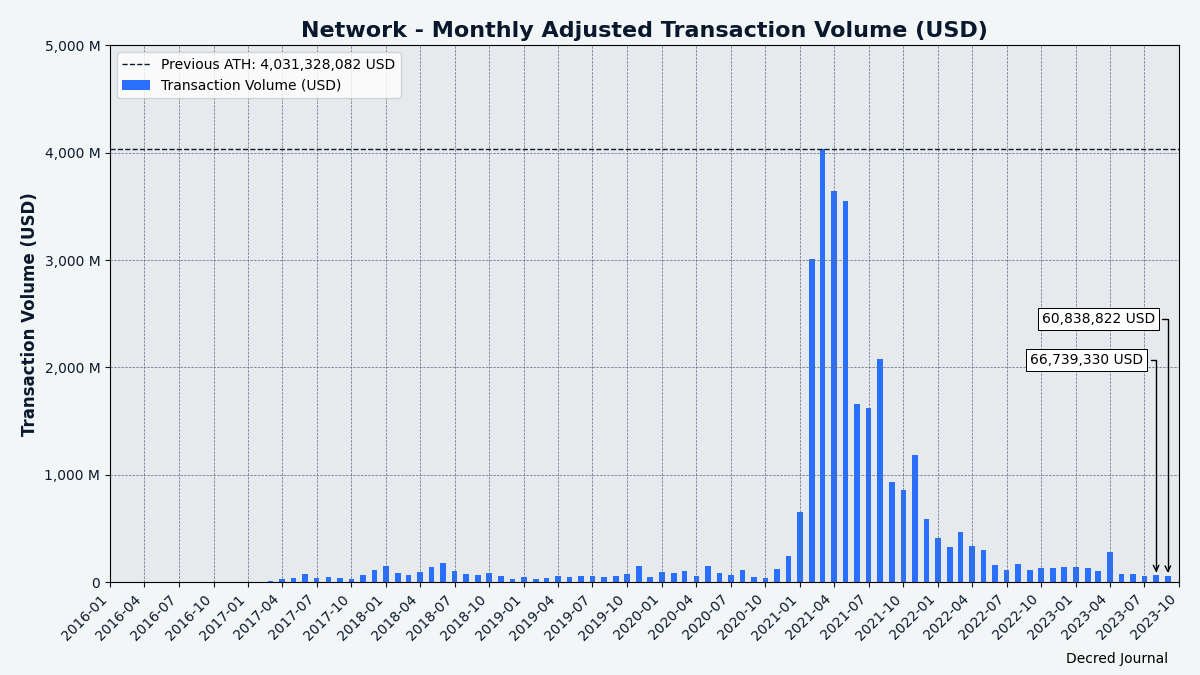 Network - Monthly Adjusted Transaction Volume (USD)
5,000 M
4,000 M
3,000 M
2,000 M
1,000 M
0
Transaction Volume (USD)
Previous ATH: 4,031,328,082 USD
Transaction Volume (USD)
60,838,822 USD
66,739,330 USD
2016-01
2016-04
2016-07
2016-10
2017-01
2017-04
2017-07
2017-10
2018-01
2018-04
2018-07
2018-10
2019-01
2019-04
2019-07
2019-10
2020-01
2020-04
2020-07
2020-10
2021-01
2021-04
2021-07
2021-10
2022-01
2022-04
2022-07
2022-10
2023-01
2023-04
2023-07
2023-10
Decred Journal